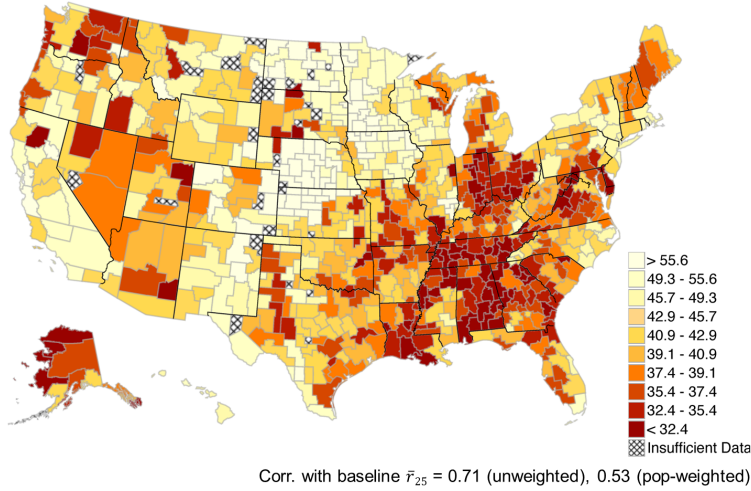 > 55.6
49.3 - 55.6
45.7 - 49.3
42.9 - 45.7
40.9 - 42.9
39.1 - 40.9
37.4 - 39.1
35.4 - 37.4
32.4 - 35.4
< 32.4
Insufficient Data
Corr. with baseline r̄₂₅ = 0.71 (unweighted), 0.53 (pop-weighted)